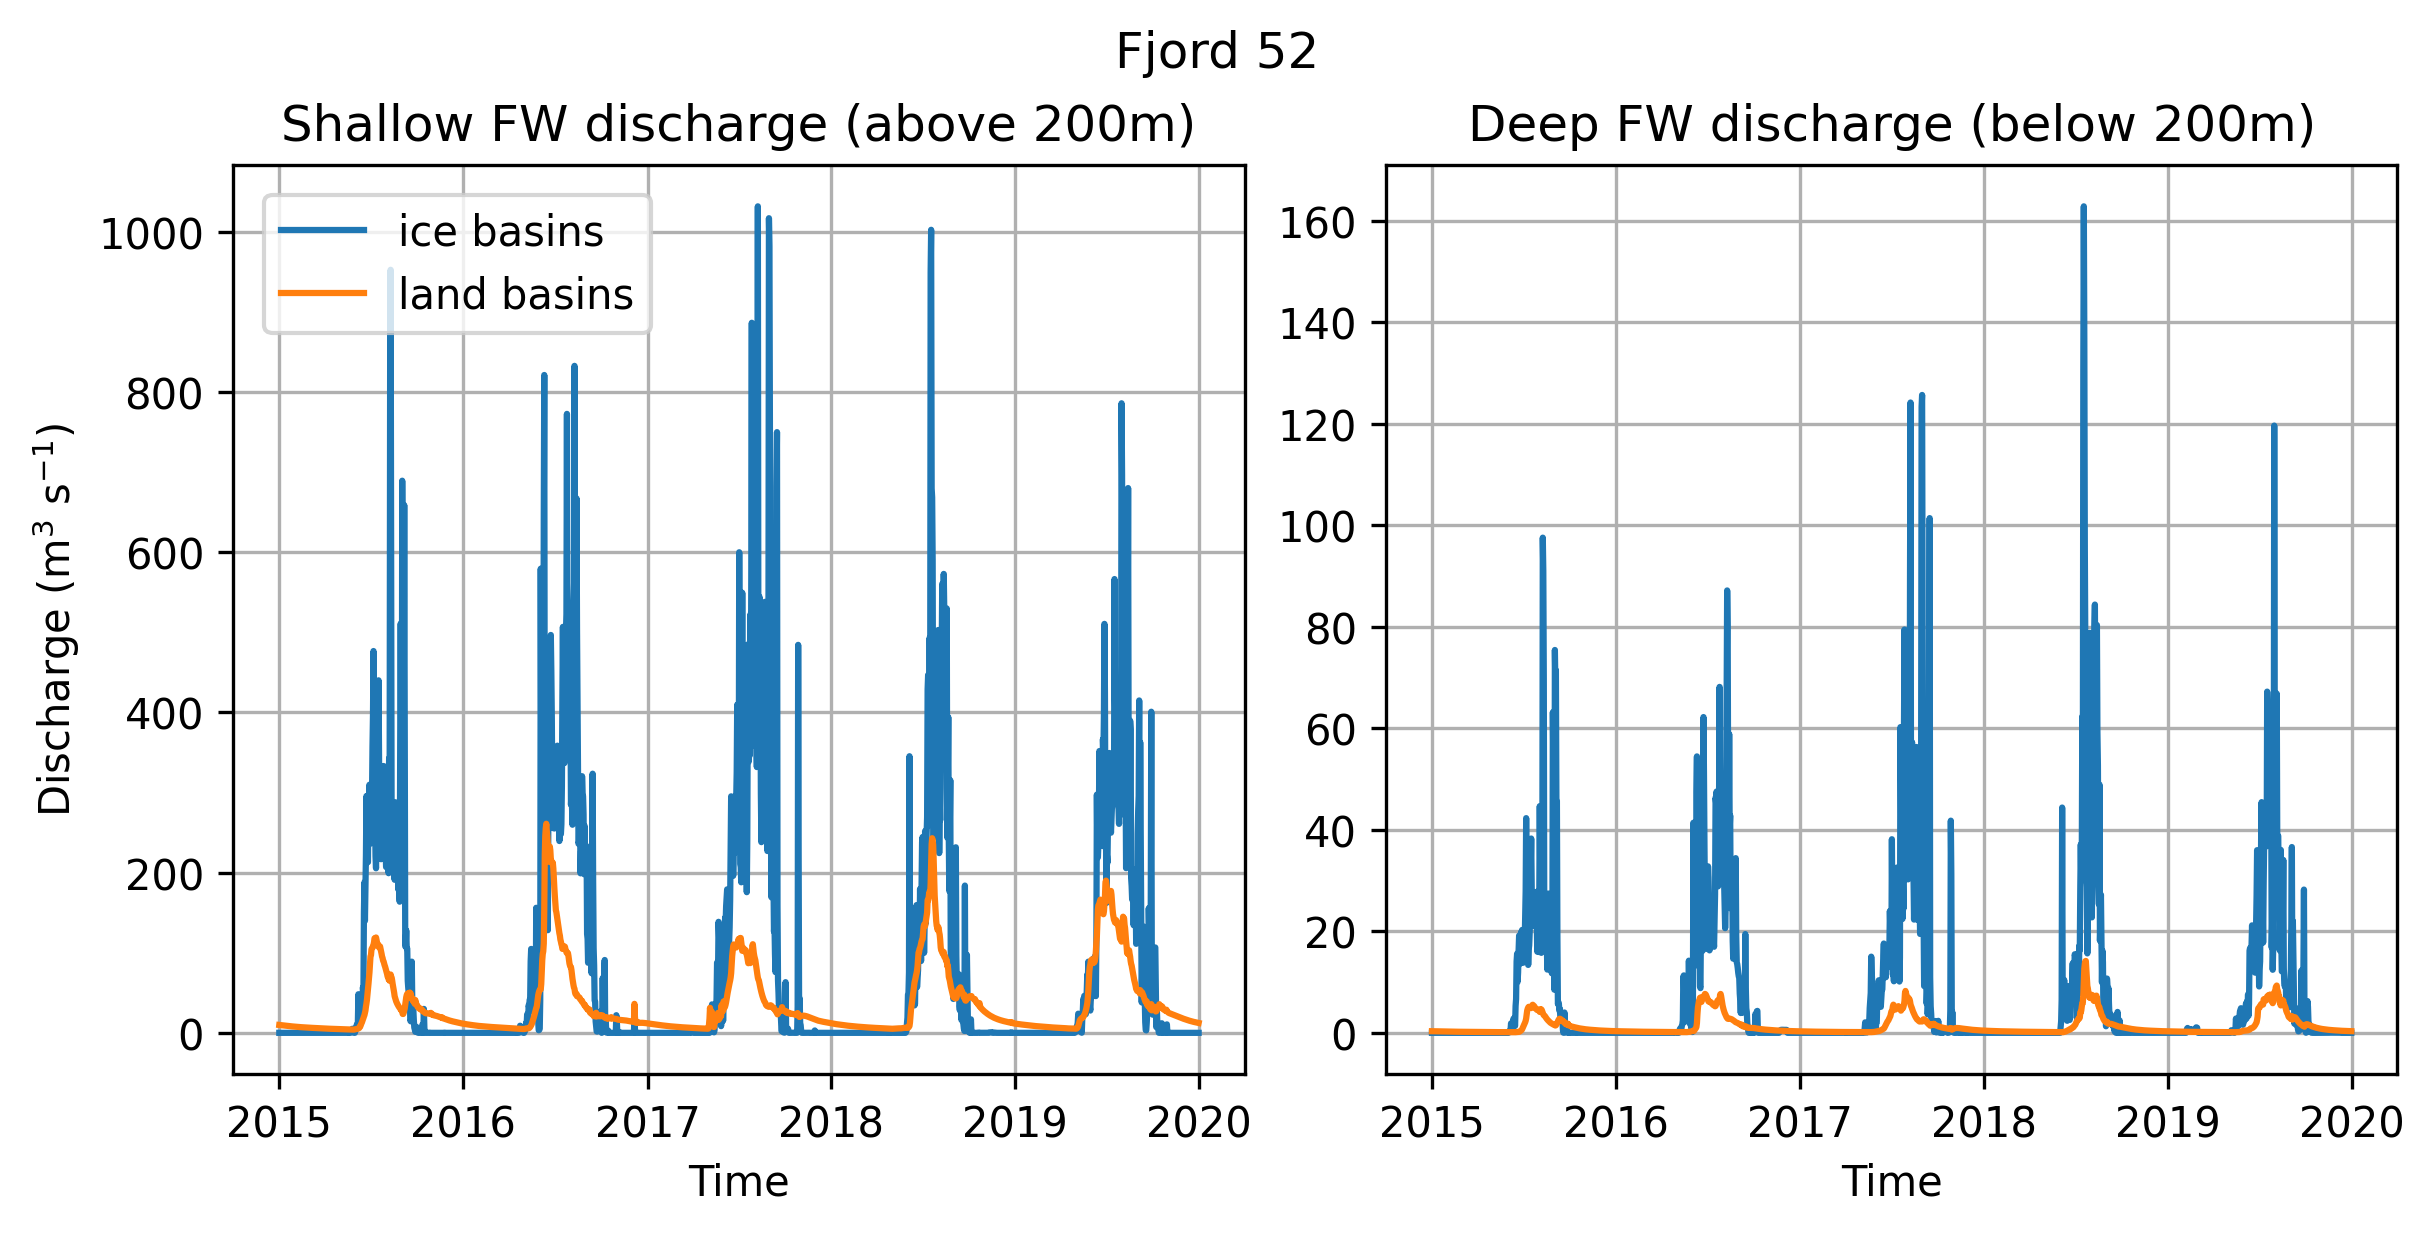 Fjord 52
Shallow FW discharge (above 200m)
ice basins
land basins
1000
800
600
400
200
0
Discharge (m³ s⁻¹)
2015 2016 2017 2018 2019 2020
Time
Deep FW discharge (below 200m)
160
140
120
100
80
60
40
20
0
2015 2016 2017 2018 2019 2020
Time